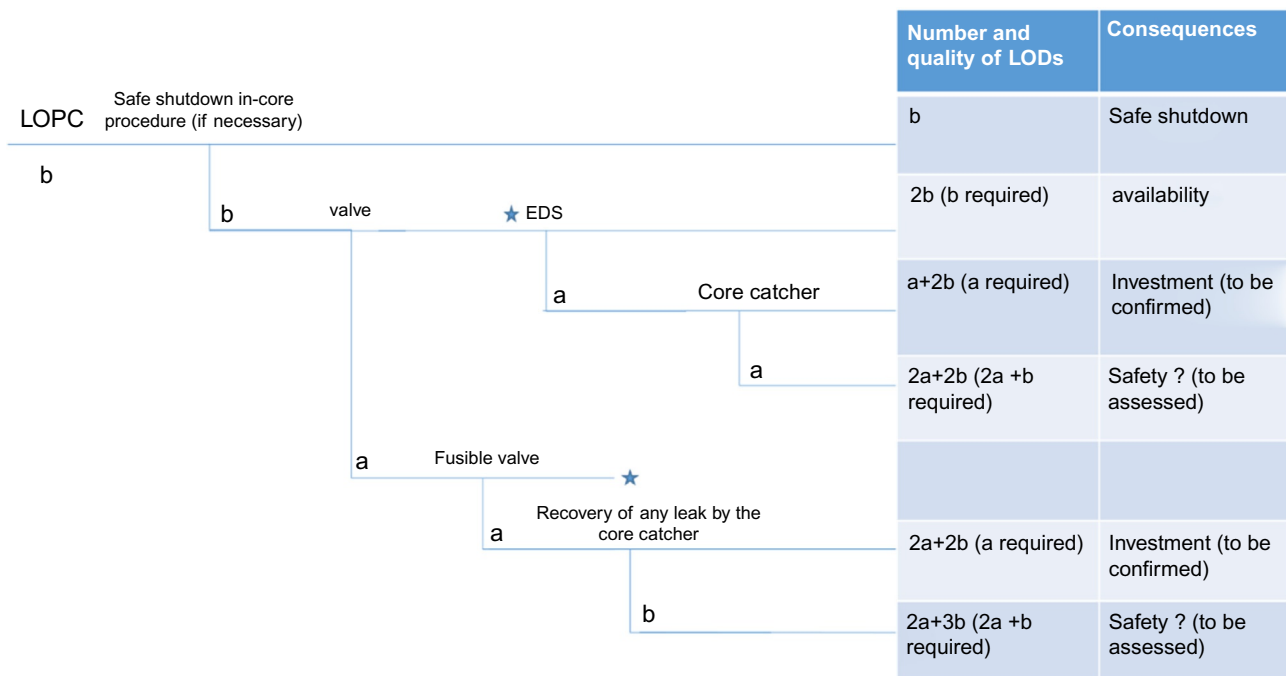 Number and
quality of LODs
Consequences
LOPC
Safe shutdown in-core
procedure (if necessary)
b
Safe shutdown
b
b
valve
EDS
2b (b required)
availability
a
Core catcher
a+2b (a required)
Investment (to be
confirmed)
a
2a+2b (2a +b
required)
Safety ? (to be
assessed)
a
Fusible valve
a
Recovery of any leak by the
core catcher
2a+2b (a required)
Investment (to be
confirmed)
b
2a+3b (2a +b
required)
Safety ? (to be
assessed)